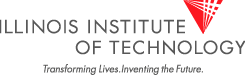 ILLINOIS INSTITUTE
OF TECHNOLOGY
Transforming Lives.Inventing the Future.